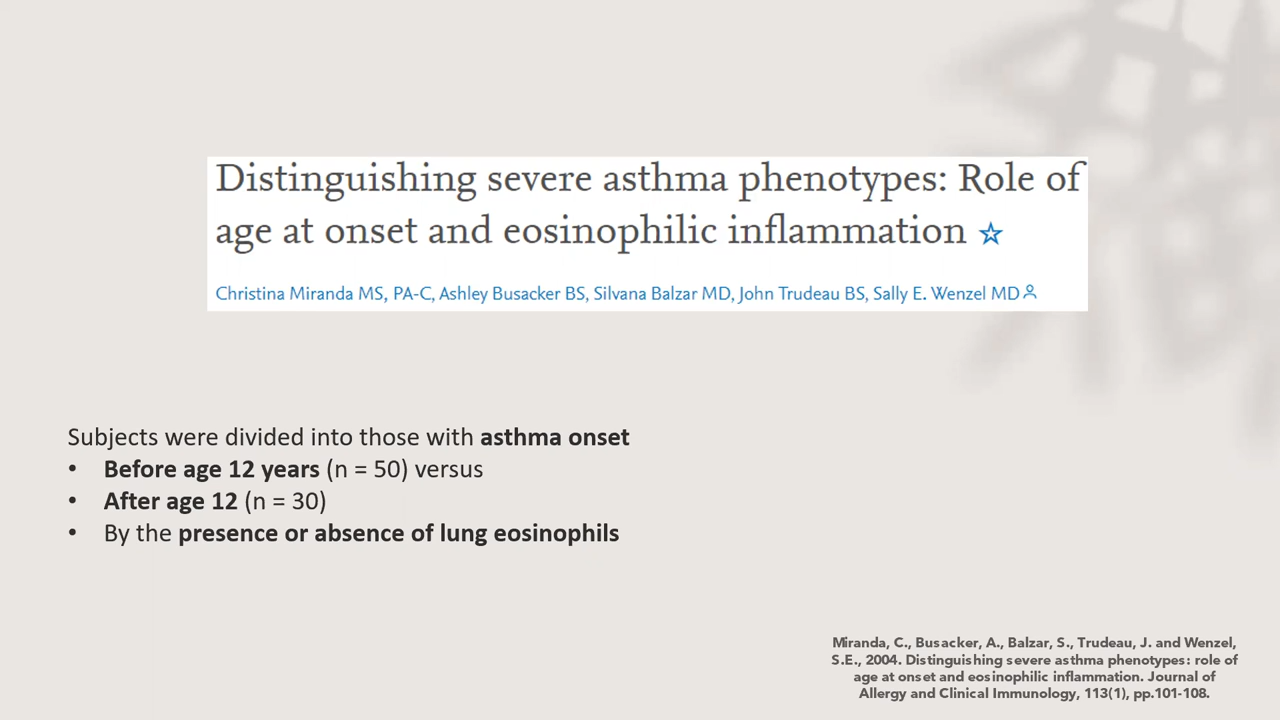 Distinguishing severe asthma phenotypes: Role of
age at onset and eosinophilic inflammation ☆
Christina Miranda MS, PA-C, Ashley Busacker BS, Silvana Balzar MD, John Trudeau BS, Sally E. Wenzel MD
Subjects were divided into those with asthma onset
• Before age 12 years (n = 50) versus
• After age 12 (n = 30)
• By the presence or absence of lung eosinophils
Miranda, C., Busacker, A., Balzar, S., Trudeau, J. and Wenzel,
S.E., 2004. Distinguishing severe asthma phenotypes: role of
age at onset and eosinophilic inflammation. Journal of
Allergy and Clinical Immunology, 113(1), pp.101-108.